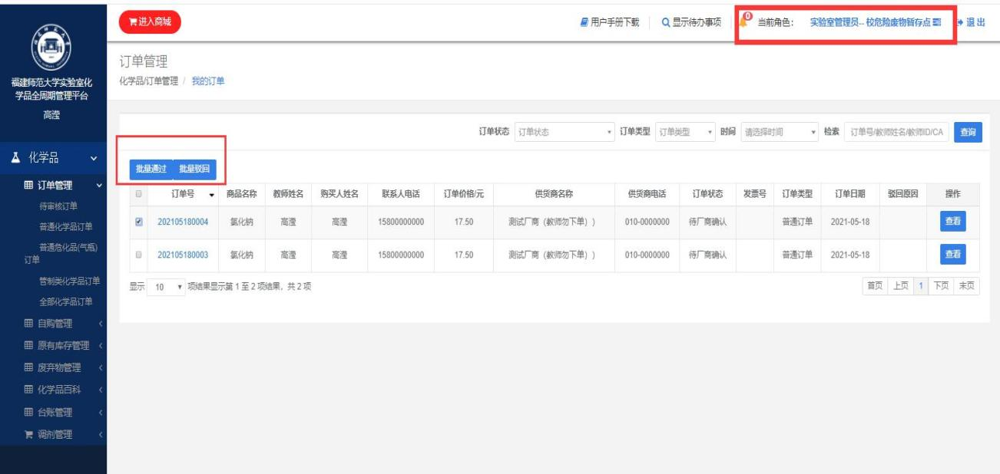 进入商城
用户手册下载
显示待办事项
0
当前角色：
实验室管理员-- 校危险废物暂存点
退出
福建师范大学实验室化
学品全周期管理平台
高滢
订单管理
化学品/订单管理 / 我的订单
订单状态 订单状态 订单类型 订单类型 时间 请选择时间 检索 订单号/教师姓名/教师ID/CA 查询
批量通过 批量驳回
订单号 商品名称 教师姓名 购买人姓名 联系人电话 订单价格/元 供货商名称 供货商电话 订单状态 发票号 订单类型 订单日期 驳回原因 操作
202105180004 氯化钠 高滢 高滢 15800000000 17.50 测试厂商（教师勿下单）) 010-0000000 待厂商确认 普通订单 2021-05-18 查看
202105180003 氯化钠 高滢 高滢 15800000000 17.50 测试厂商（教师勿下单）) 010-0000000 待厂商确认 普通订单 2021-05-18 查看
显示 10 项结果显示第 1 至 2 项结果，共 2 项
首页 上页 1 下页 末页
化学品
订单管理
待审核订单
普通化学品订单
普通危化品(气瓶)
订单
管制类化学品订单
全部化学品订单
自购管理
原有库存管理
废弃物管理
化学品百科
台账管理
调剂管理